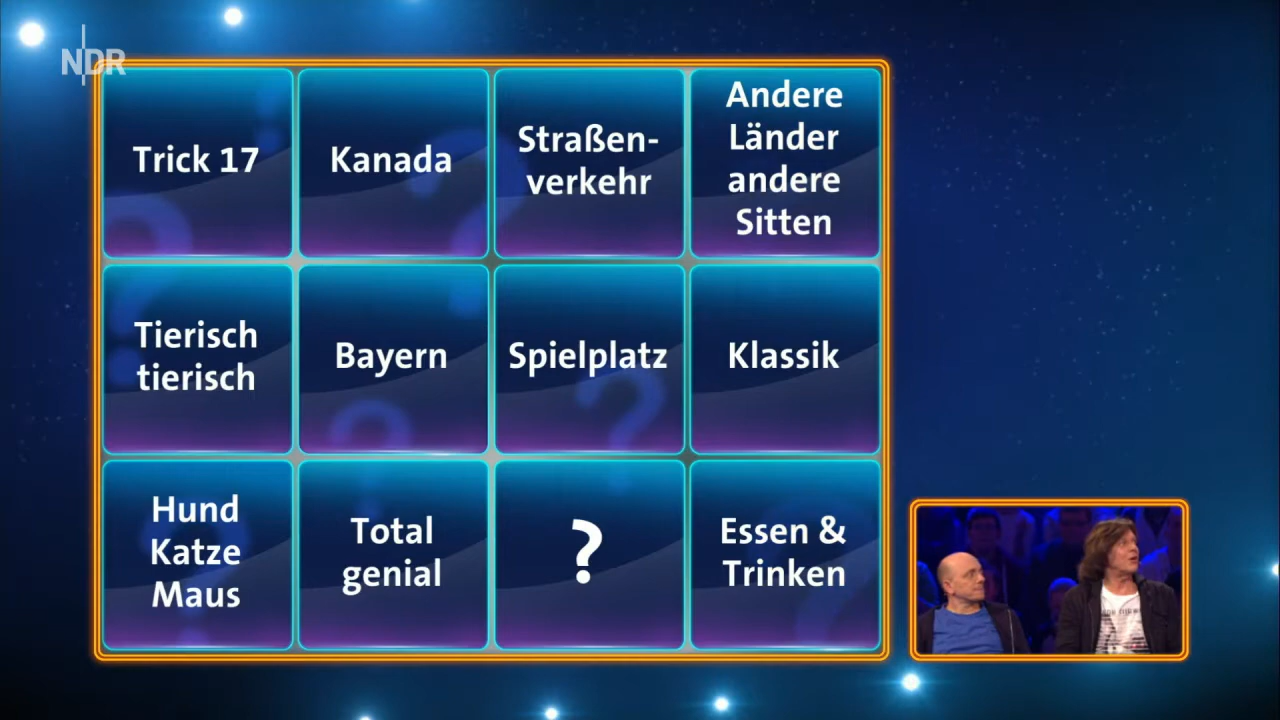 NDR
Trick 17
Kanada
Straßen-
verkehr
Andere
Länder
andere
Sitten
Tierisch
tierisch
Bayern
Spielplatz
Klassik
Hund
Katze
Maus
Total
genial
?
Essen &
Trinken